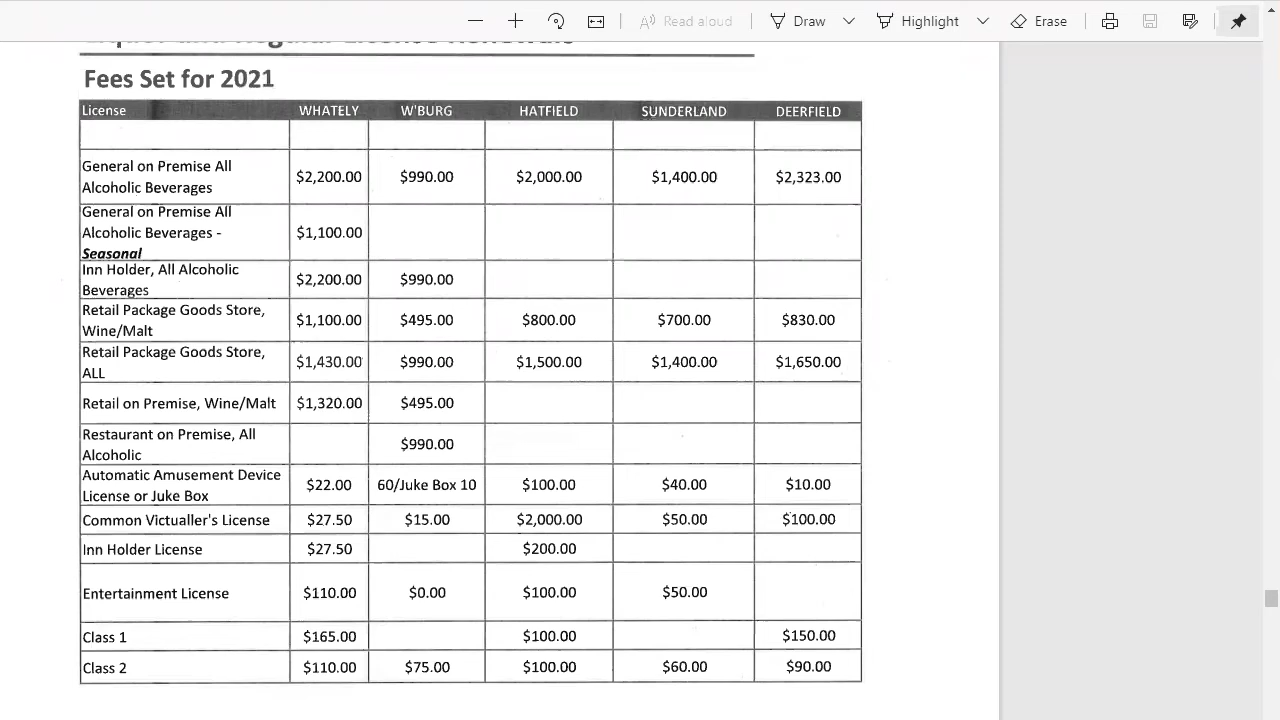 Read aloud
Draw
Highlight
Erase
Liquor and Regular License Renewals
Fees Set for 2021
License WHATELY W'BURG HATFIELD SUNDERLAND DEERFIELD
General on Premise All
Alcoholic Beverages $2,200.00 $990.00 $2,000.00 $1,400.00 $2,323.00
General on Premise All
Alcoholic Beverages - $1,100.00
Seasonal
Inn Holder, All Alcoholic
Beverages $2,200.00 $990.00
Retail Package Goods Store,
Wine/Malt $1,100.00 $495.00 $800.00 $700.00 $830.00
Retail Package Goods Store,
ALL $1,430.00 $990.00 $1,500.00 $1,400.00 $1,650.00
Retail on Premise, Wine/Malt $1,320.00 $495.00
Restaurant on Premise, All
Alcoholic $990.00
Automatic Amusement Device
License or Juke Box $22.00 60/Juke Box 10 $100.00 $40.00 $10.00
Common Victualler's License $27.50 $15.00 $2,000.00 $50.00 $100.00
Inn Holder License $27.50 $200.00
Entertainment License $110.00 $0.00 $100.00 $50.00
Class 1 $165.00 $100.00 $150.00
Class 2 $110.00 $75.00 $100.00 $60.00 $90.00